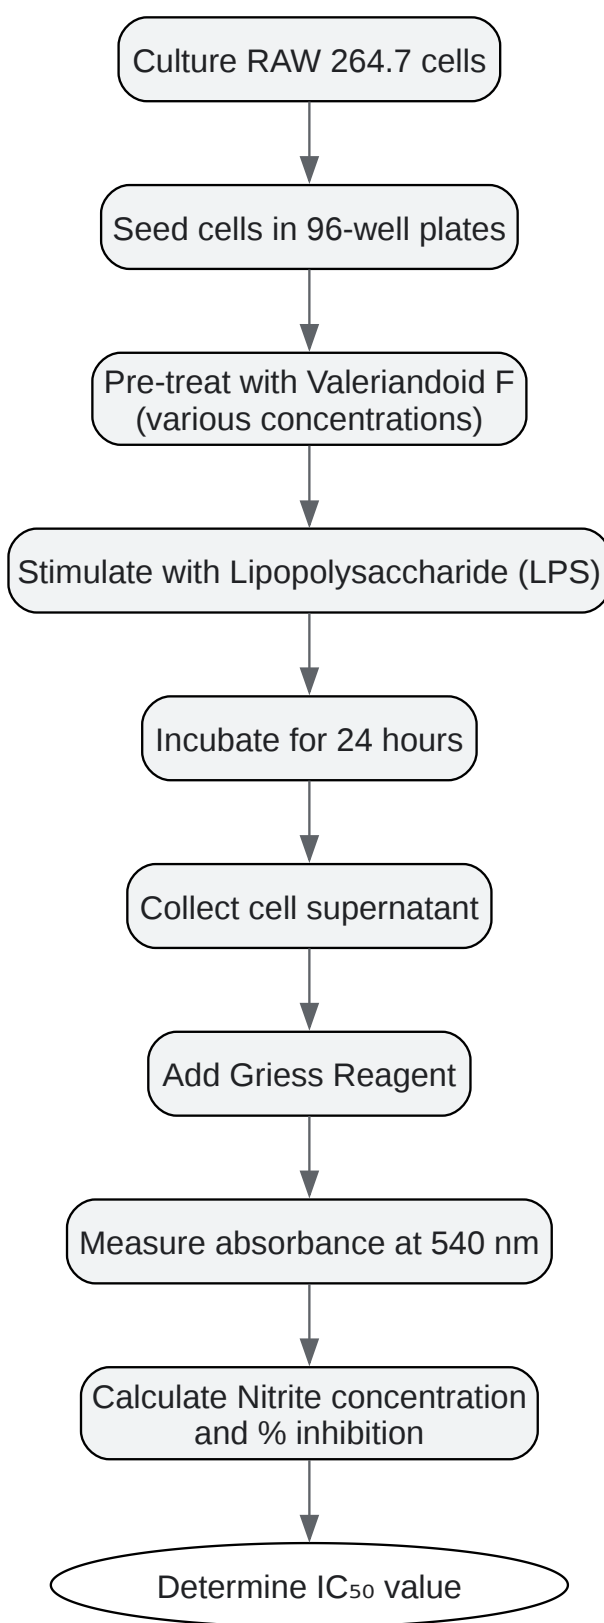 Culture RAW 264.7 cells
Seed cells in 96-well plates
Pre-treat with Valeriandoid F
(various concentrations)
Stimulate with Lipopolysaccharide (LPS)
Incubate for 24 hours
Collect cell supernatant
Add Griess Reagent
Measure absorbance at 540 nm
Calculate Nitrite concentration
and % inhibition
Determine IC₅₀ value